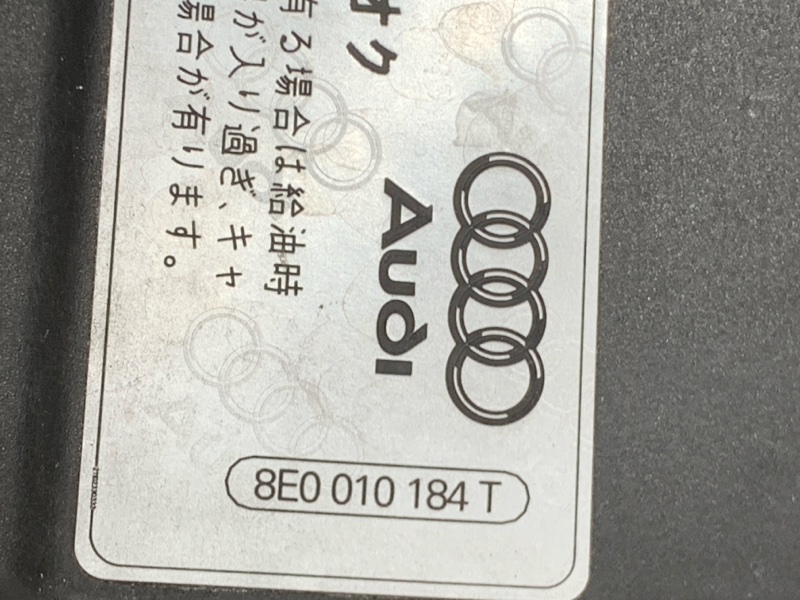 オク
Audi
有る場合は給油時
が入り過ぎ、キャ
場合が有ります。
8E0 010 184 T